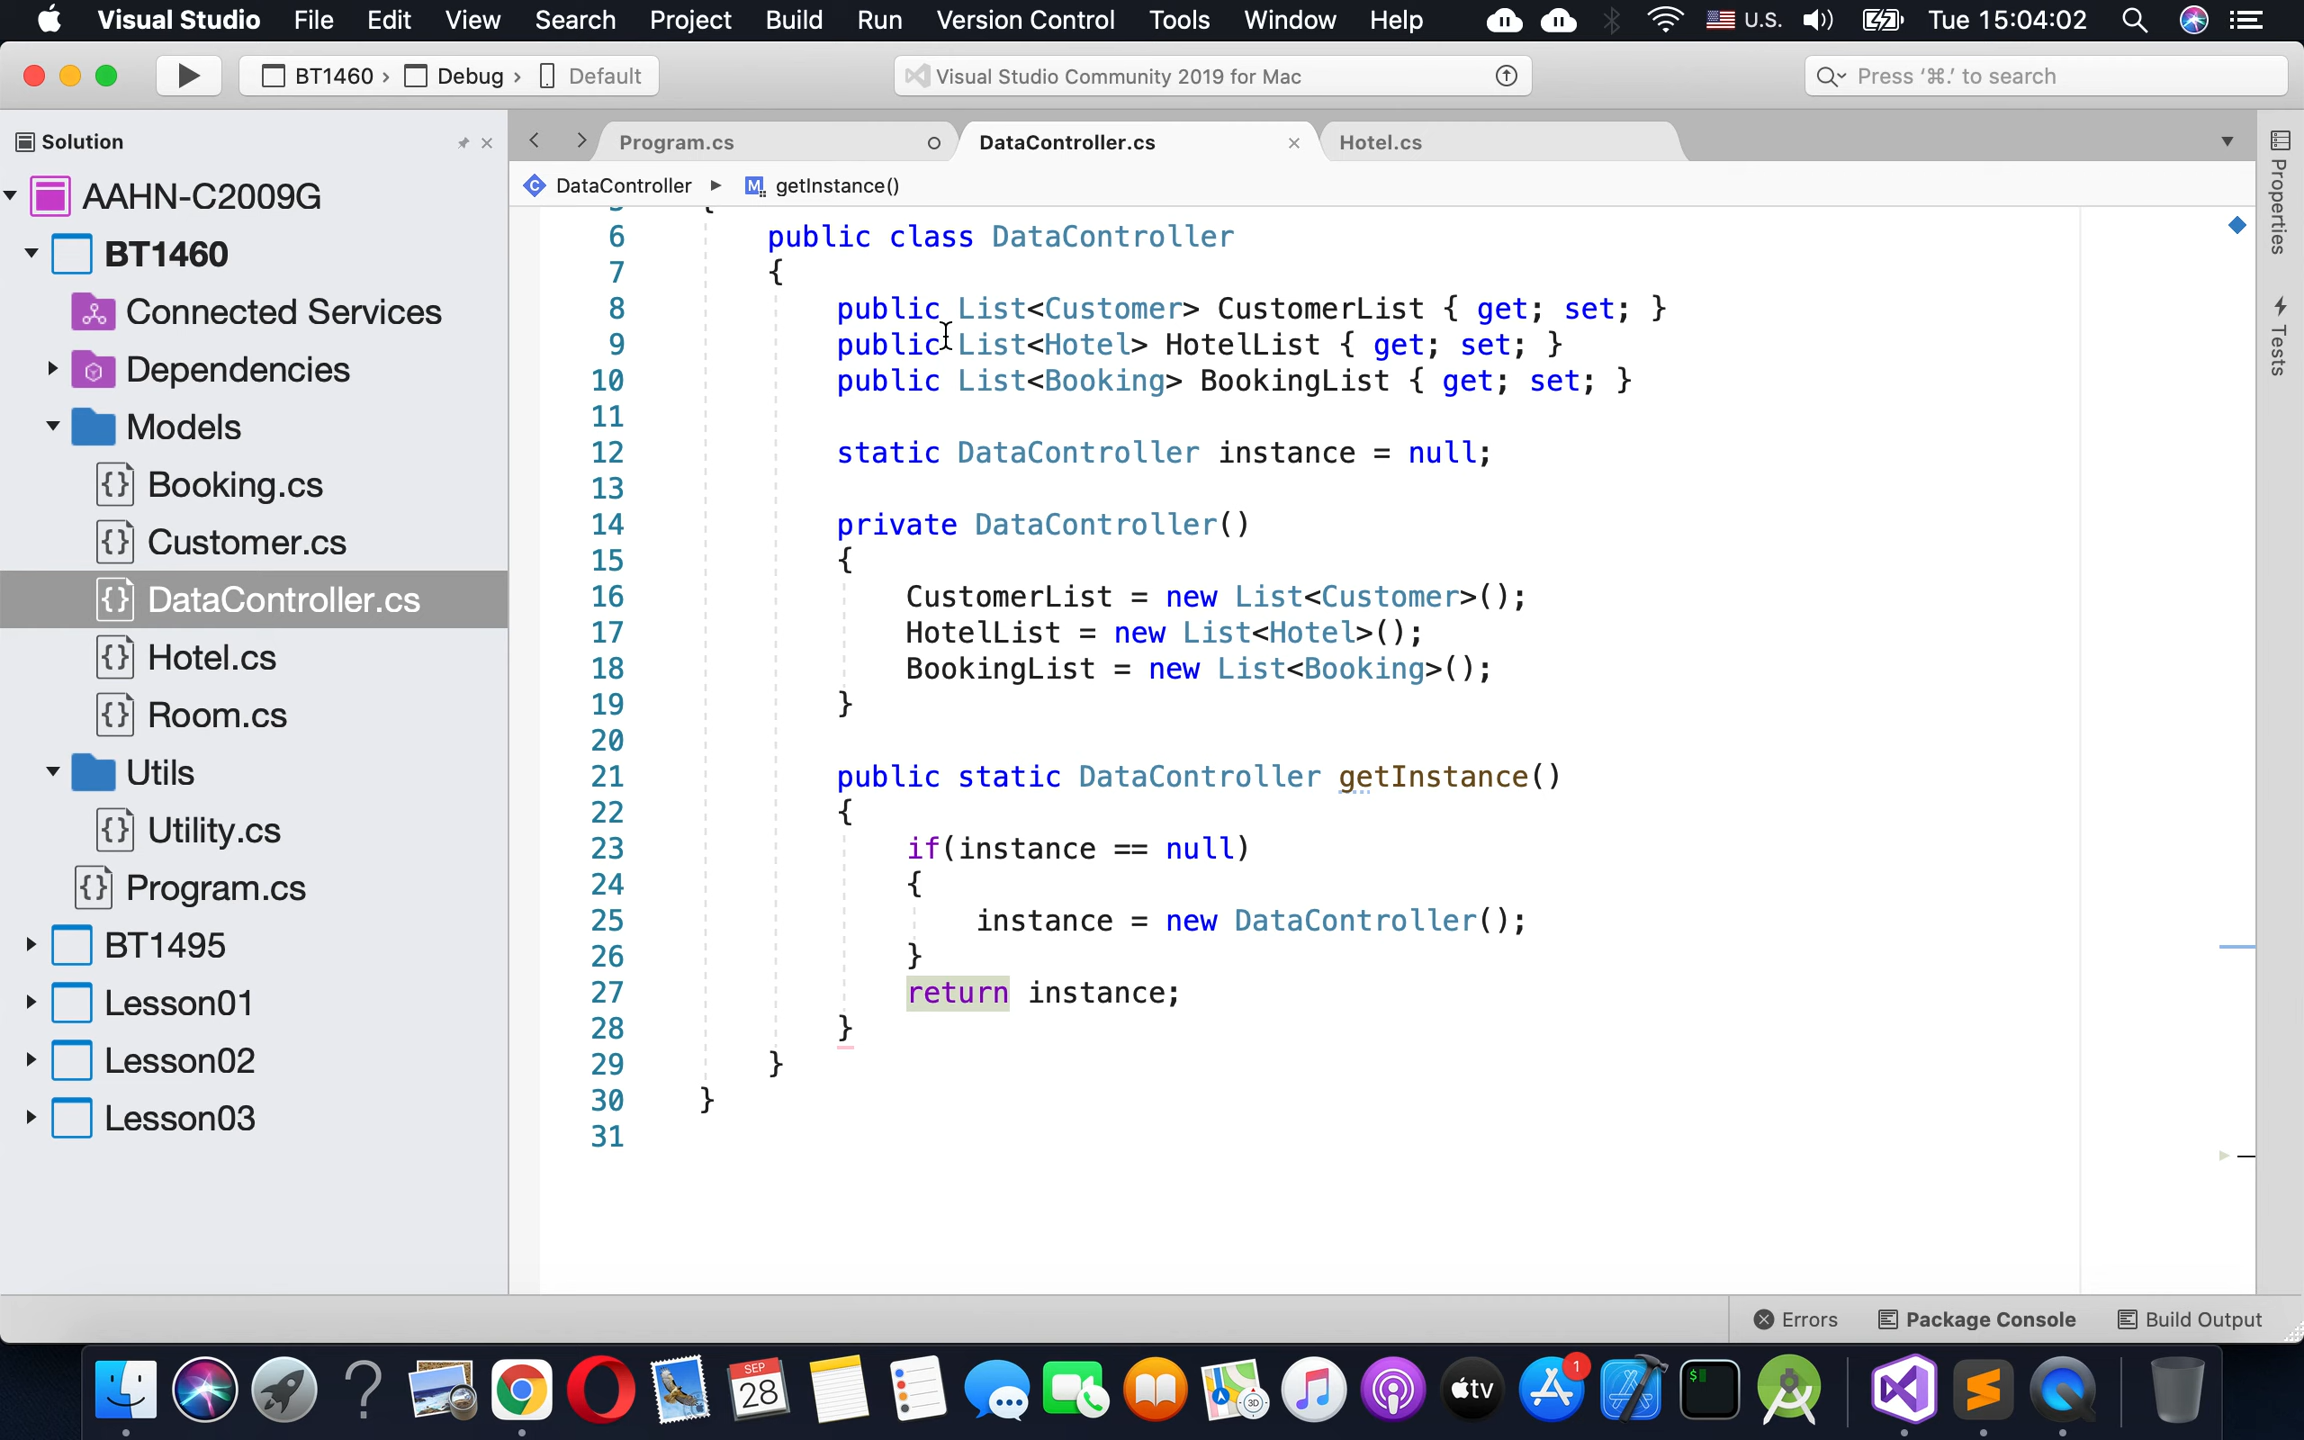 Visual Studio File Edit View Search Project Build Run Version Control Tools Window Help U.S. Tue 15:04:02
BT1460 › Debug › Default
Visual Studio Community 2019 for Mac
Press ‘⌘.’ to search
Solution
AAHN-C2009G
BT1460
Connected Services
Dependencies
Models
Booking.cs
Customer.cs
DataController.cs
Hotel.cs
Room.cs
Utils
Utility.cs
Program.cs
BT1495
Lesson01
Lesson02
Lesson03
Program.cs DataController.cs Hotel.cs
DataController getInstance()
6 public class DataController
7 {
8 public List<Customer> CustomerList { get; set; }
9 public List<Hotel> HotelList { get; set; }
10 public List<Booking> BookingList { get; set; }
11
12 static DataController instance = null;
13
14 private DataController()
15 {
16 CustomerList = new List<Customer>();
17 HotelList = new List<Hotel>();
18 BookingList = new List<Booking>();
19 }
20
21 public static DataController getInstance()
22 {
23 if(instance == null)
24 {
25 instance = new DataController();
26 }
27 return instance;
28 }
29 }
30 }
31
Properties
Tests
Errors Package Console Build Output
SEP
28
3D
tv
1
$